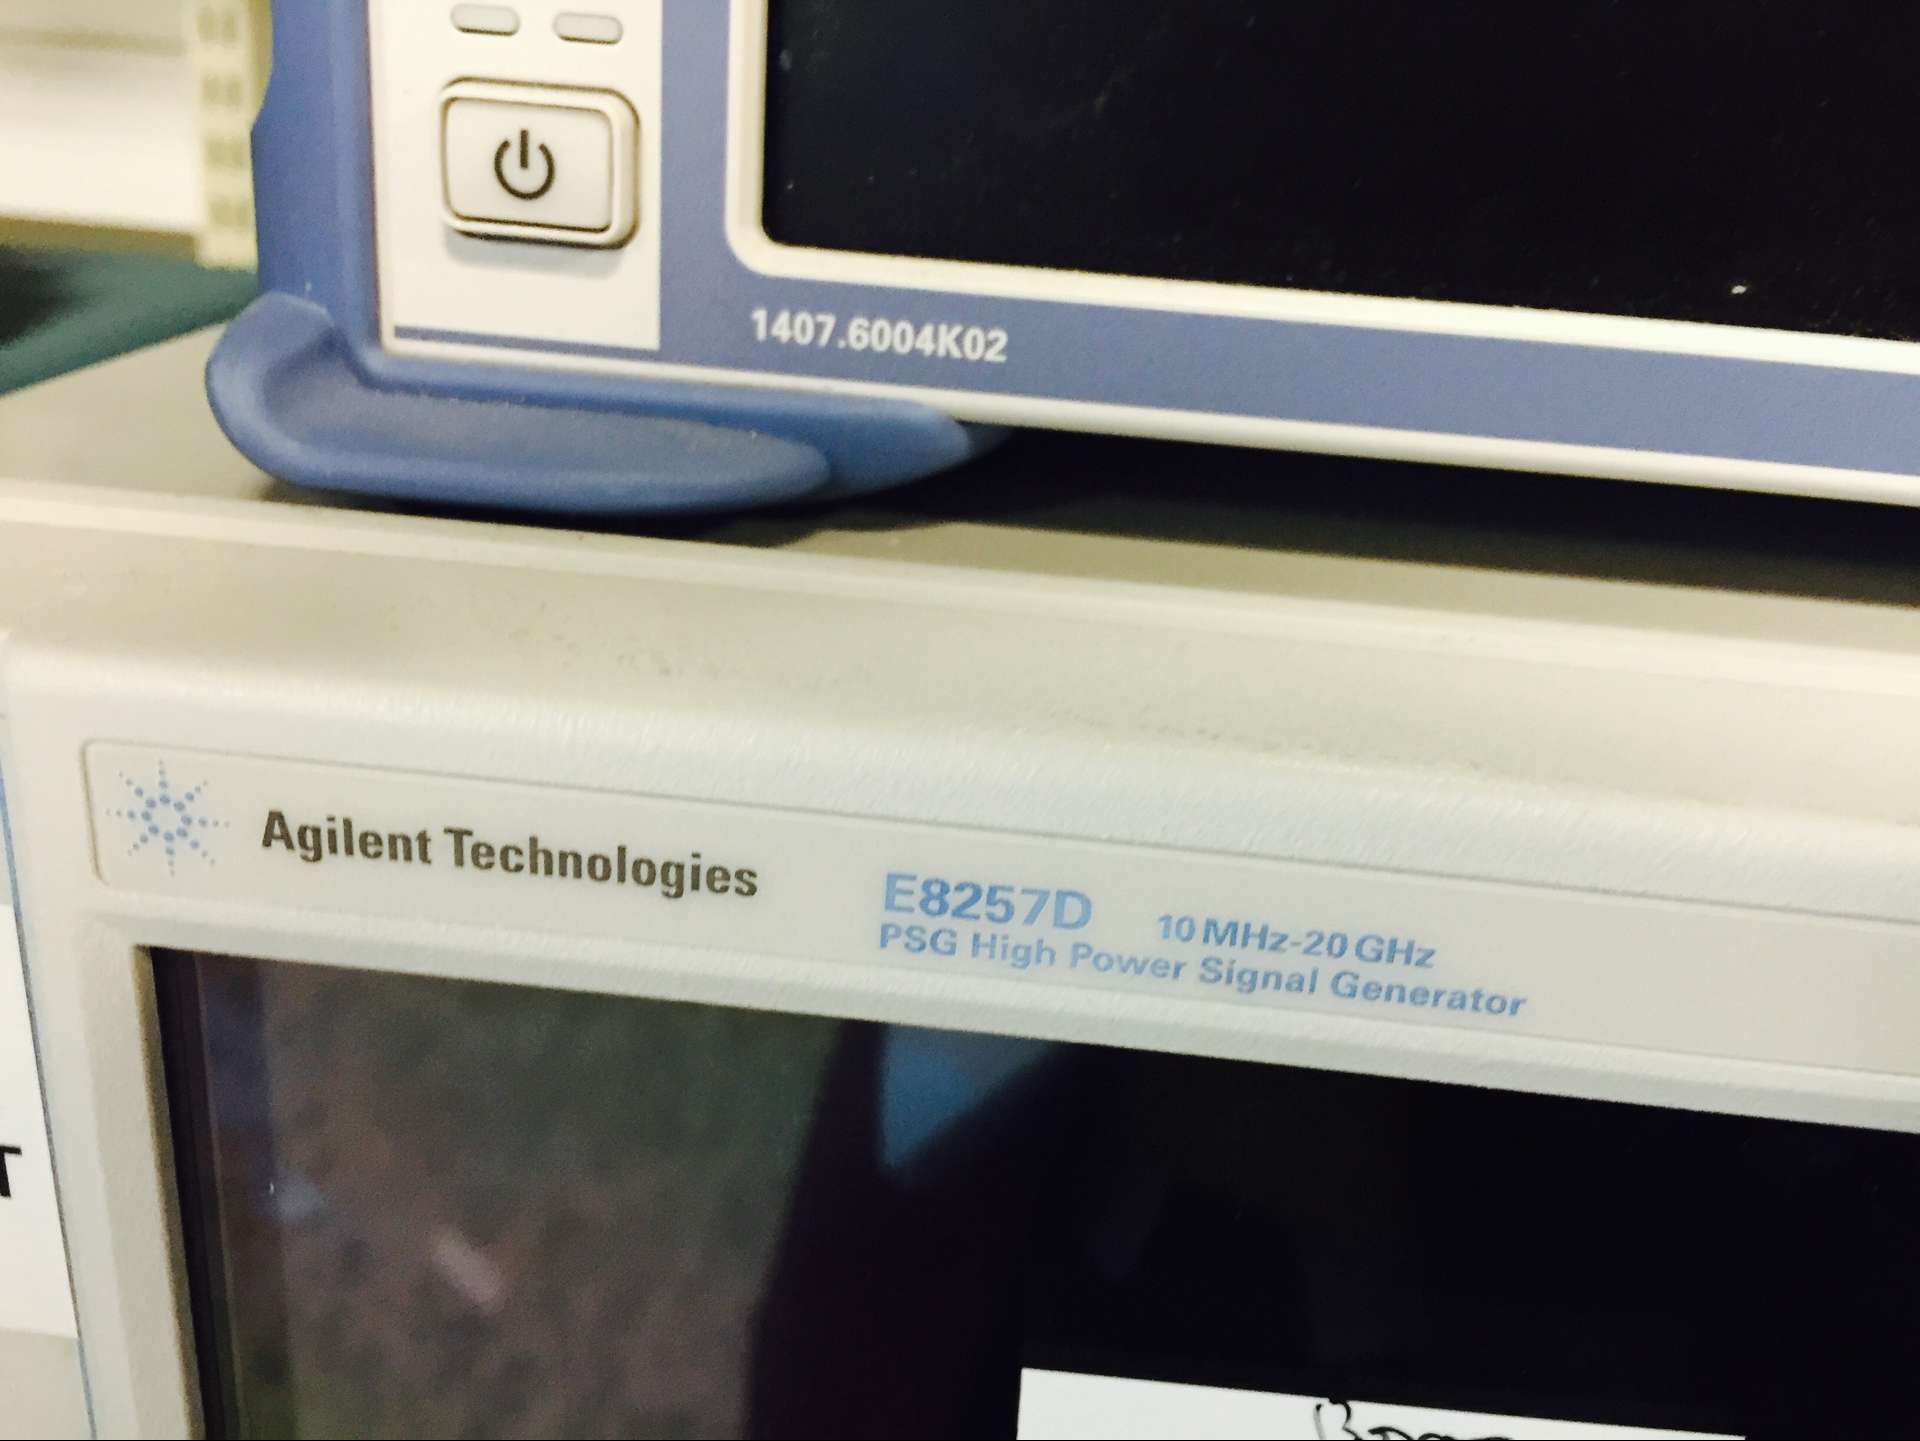 1407.6004K02
Agilent Technologies
E8257D 10 MHz-20 GHz
PSG High Power Signal Generator
T